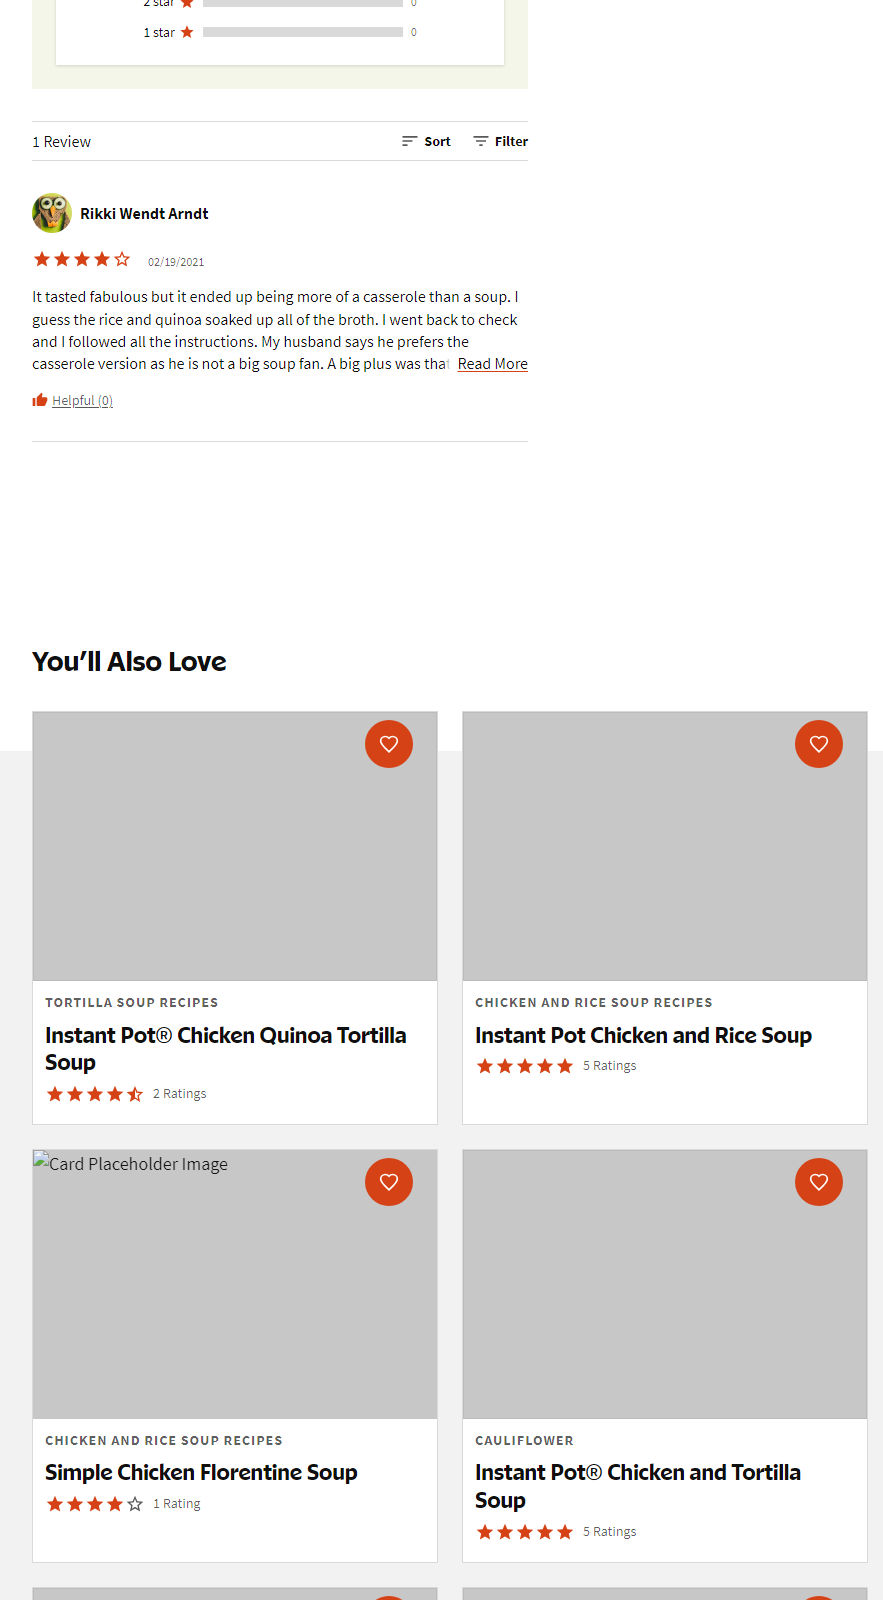 2 star 0
1 star 0
1 Review
Sort
Filter
Rikki Wendt Arndt
02/19/2021
It tasted fabulous but it ended up being more of a casserole than a soup. I
guess the rice and quinoa soaked up all of the broth. I went back to check
and I followed all the instructions. My husband says he prefers the
casserole version as he is not a big soup fan. A big plus was that Read More
Helpful (0)
You’ll Also Love
TORTILLA SOUP RECIPES
Instant Pot® Chicken Quinoa Tortilla
Soup
2 Ratings
CHICKEN AND RICE SOUP RECIPES
Instant Pot Chicken and Rice Soup
5 Ratings
Card Placeholder Image
CHICKEN AND RICE SOUP RECIPES
Simple Chicken Florentine Soup
1 Rating
CAULIFLOWER
Instant Pot® Chicken and Tortilla
Soup
5 Ratings